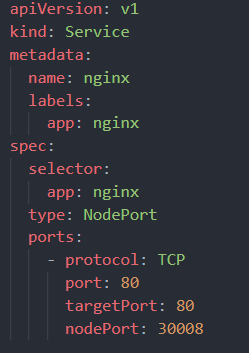 apiVersion: v1
kind: Service
metadata:
  name: nginx
  labels:
    app: nginx
spec:
  selector:
    app: nginx
  type: NodePort
  ports:
    - protocol: TCP
      port: 80
      targetPort: 80
      nodePort: 30008